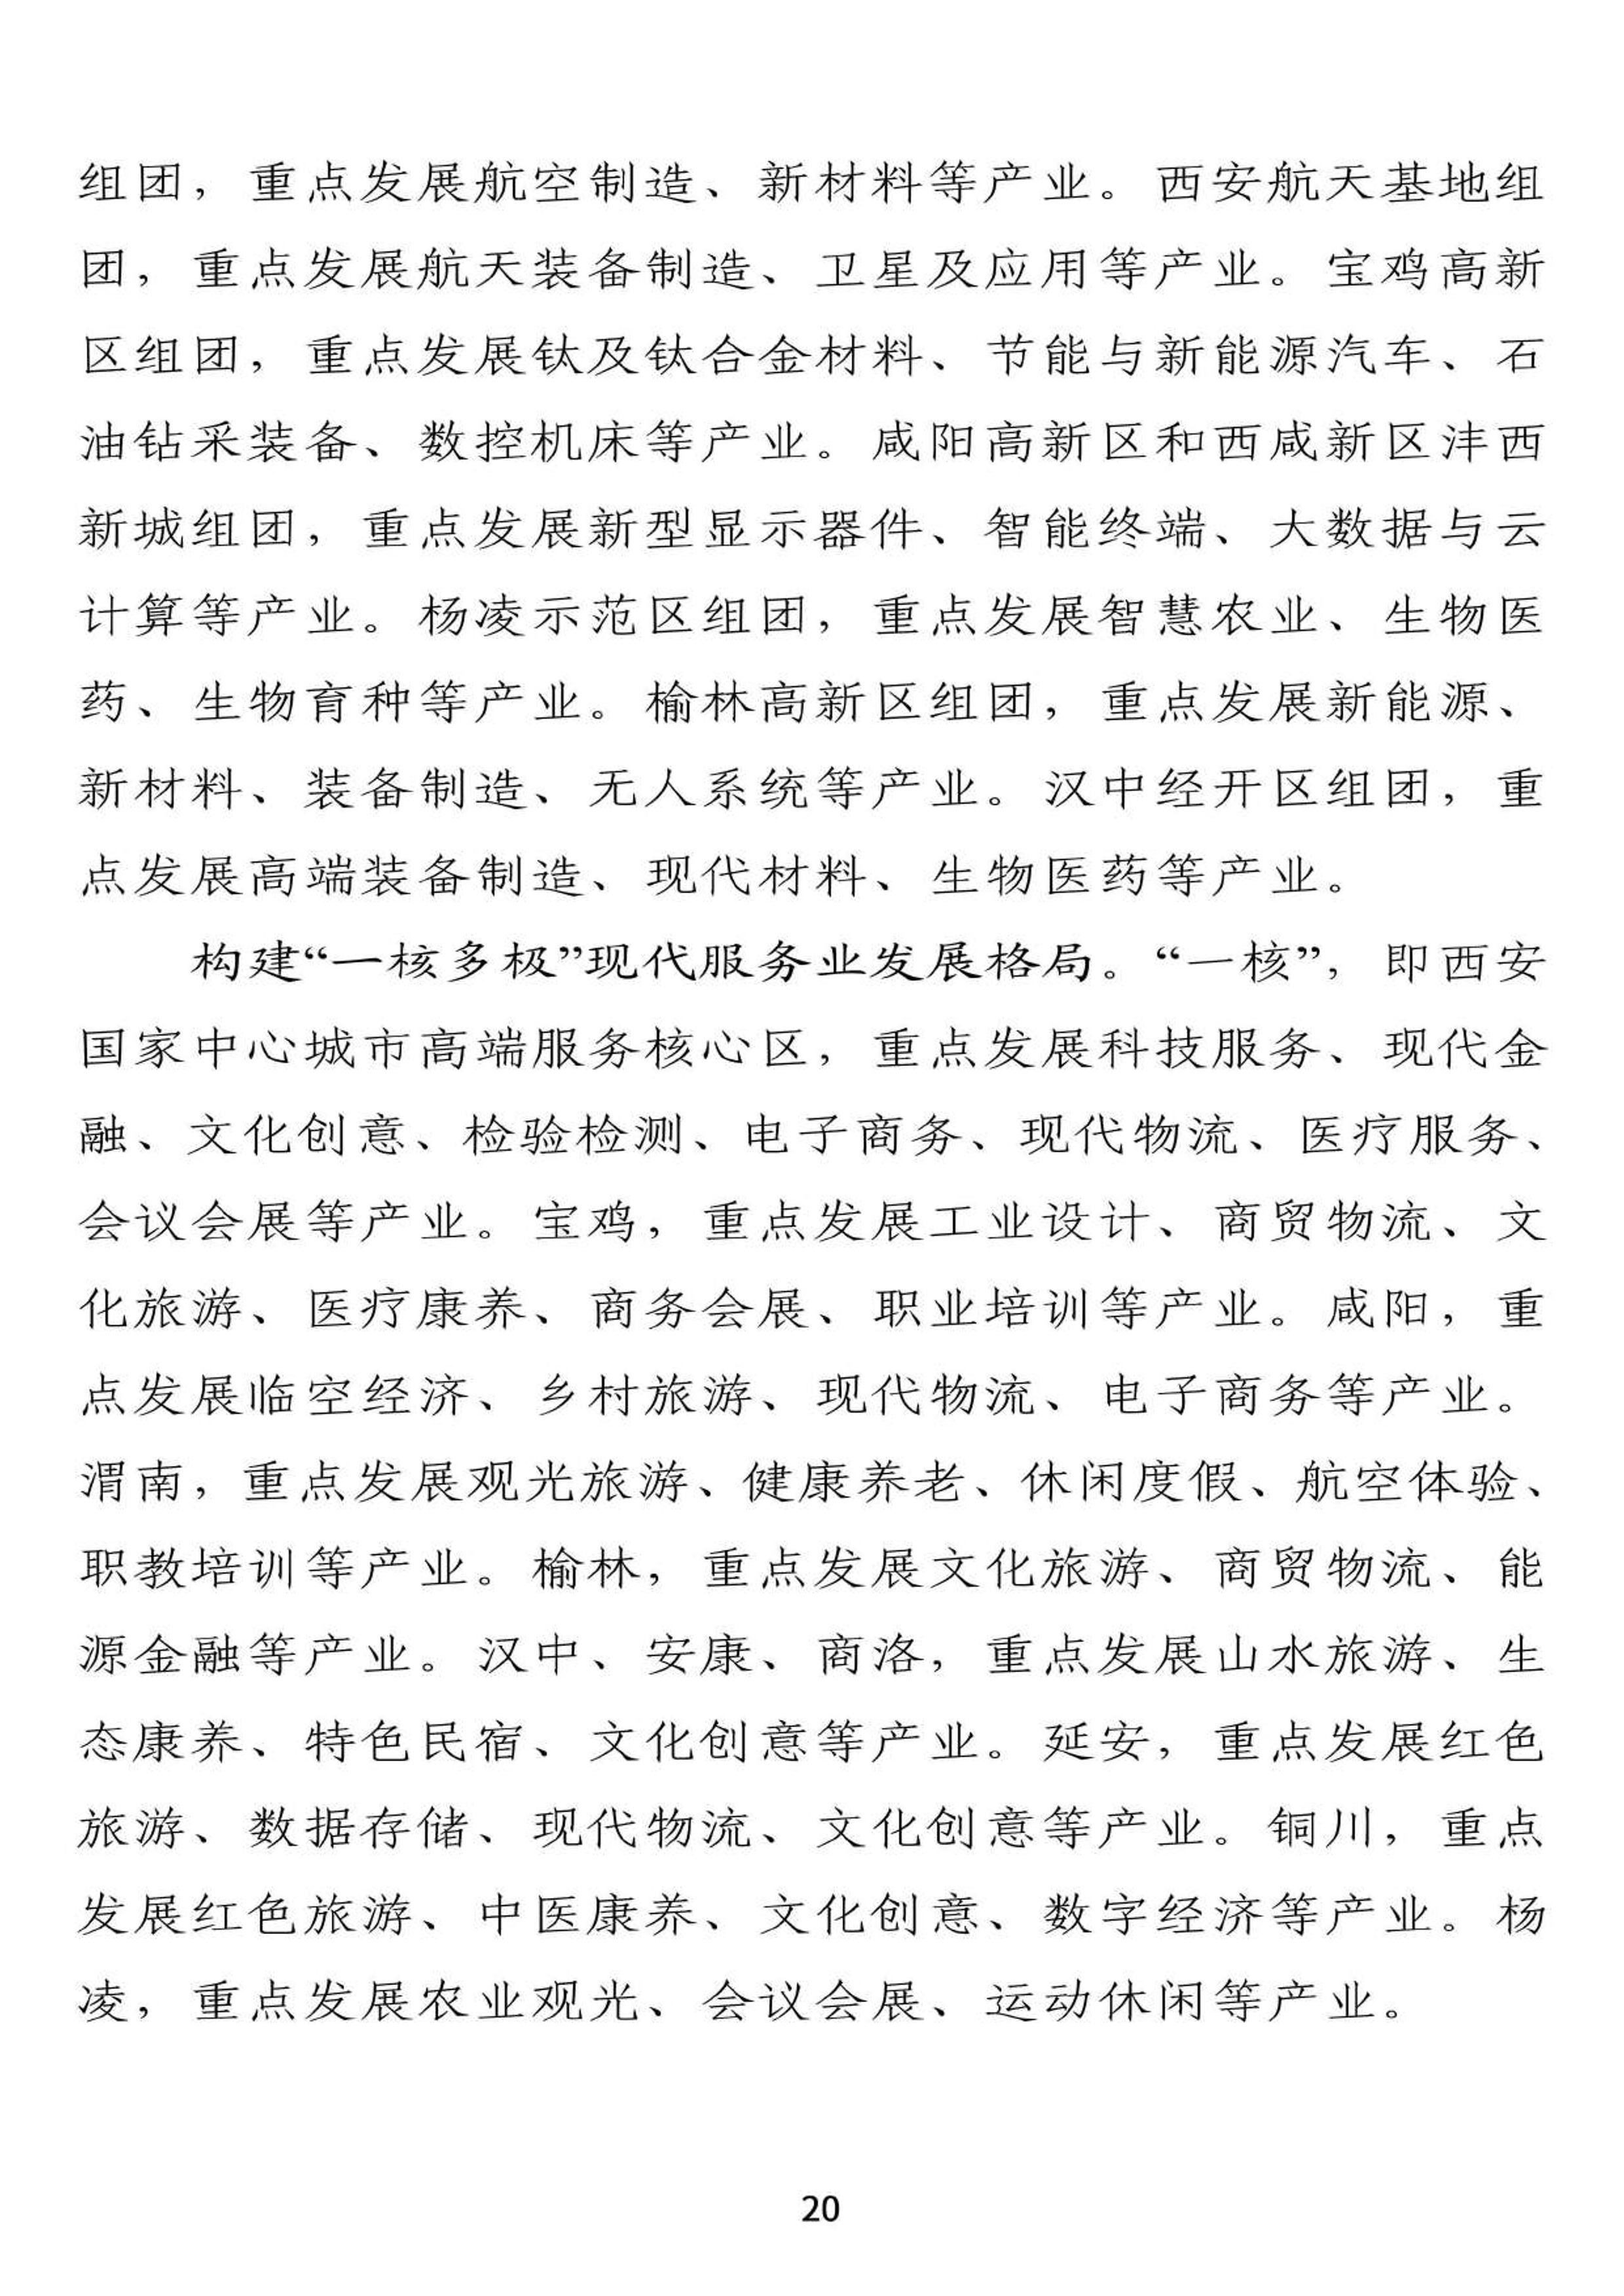 组团，重点发展航空制造、新材料等产业。西安航天基地组
团，重点发展航天装备制造、卫星及应用等产业。宝鸡高新
区组团，重点发展钛及钛合金材料、节能与新能源汽车、石
油钻采装备、数控机床等产业。咸阳高新区和西咸新区沣西
新城组团，重点发展新型显示器件、智能终端、大数据与云
计算等产业。杨凌示范区组团，重点发展智慧农业、生物医
药、生物育种等产业。榆林高新区组团，重点发展新能源、
新材料、装备制造、无人系统等产业。汉中经开区组团，重
点发展高端装备制造、现代材料、生物医药等产业。
构建“一核多极”现代服务业发展格局。“一核”，即西安
国家中心城市高端服务核心区，重点发展科技服务、现代金
融、文化创意、检验检测、电子商务、现代物流、医疗服务、
会议会展等产业。宝鸡，重点发展工业设计、商贸物流、文
化旅游、医疗康养、商务会展、职业培训等产业。咸阳，重
点发展临空经济、乡村旅游、现代物流、电子商务等产业。
渭南，重点发展观光旅游、健康养老、休闲度假、航空体验、
职教培训等产业。榆林，重点发展文化旅游、商贸物流、能
源金融等产业。汉中、安康、商洛，重点发展山水旅游、生
态康养、特色民宿、文化创意等产业。延安，重点发展红色
旅游、数据存储、现代物流、文化创意等产业。铜川，重点
发展红色旅游、中医康养、文化创意、数字经济等产业。杨
凌，重点发展农业观光、会议会展、运动休闲等产业。
20